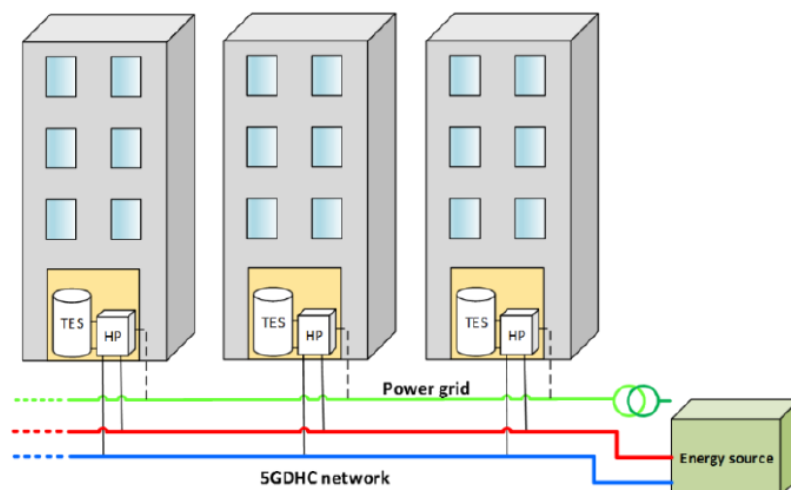 TES
HP
TES
HP
TES
HP
Power grid
Energy source
5GDHC network